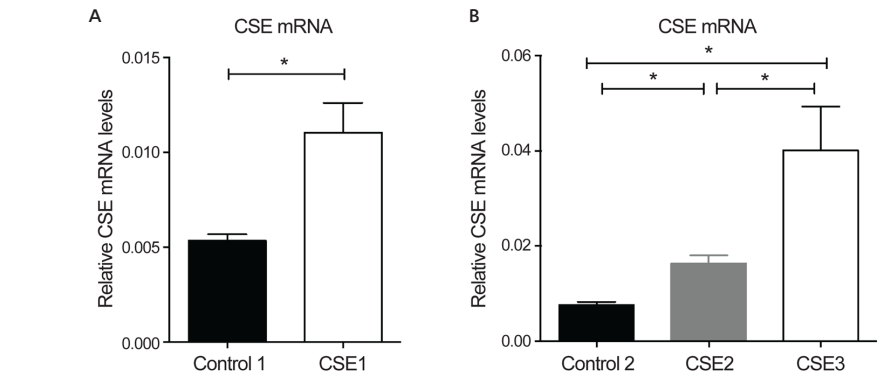 A
CSE mRNA
Relative CSE mRNA levels
0.015
0.010
0.005
0.000
*
Control 1
CSE1
B
CSE mRNA
Relative CSE mRNA levels
0.06
0.04
0.02
0.00
*
*
*
Control 2
CSE2
CSE3